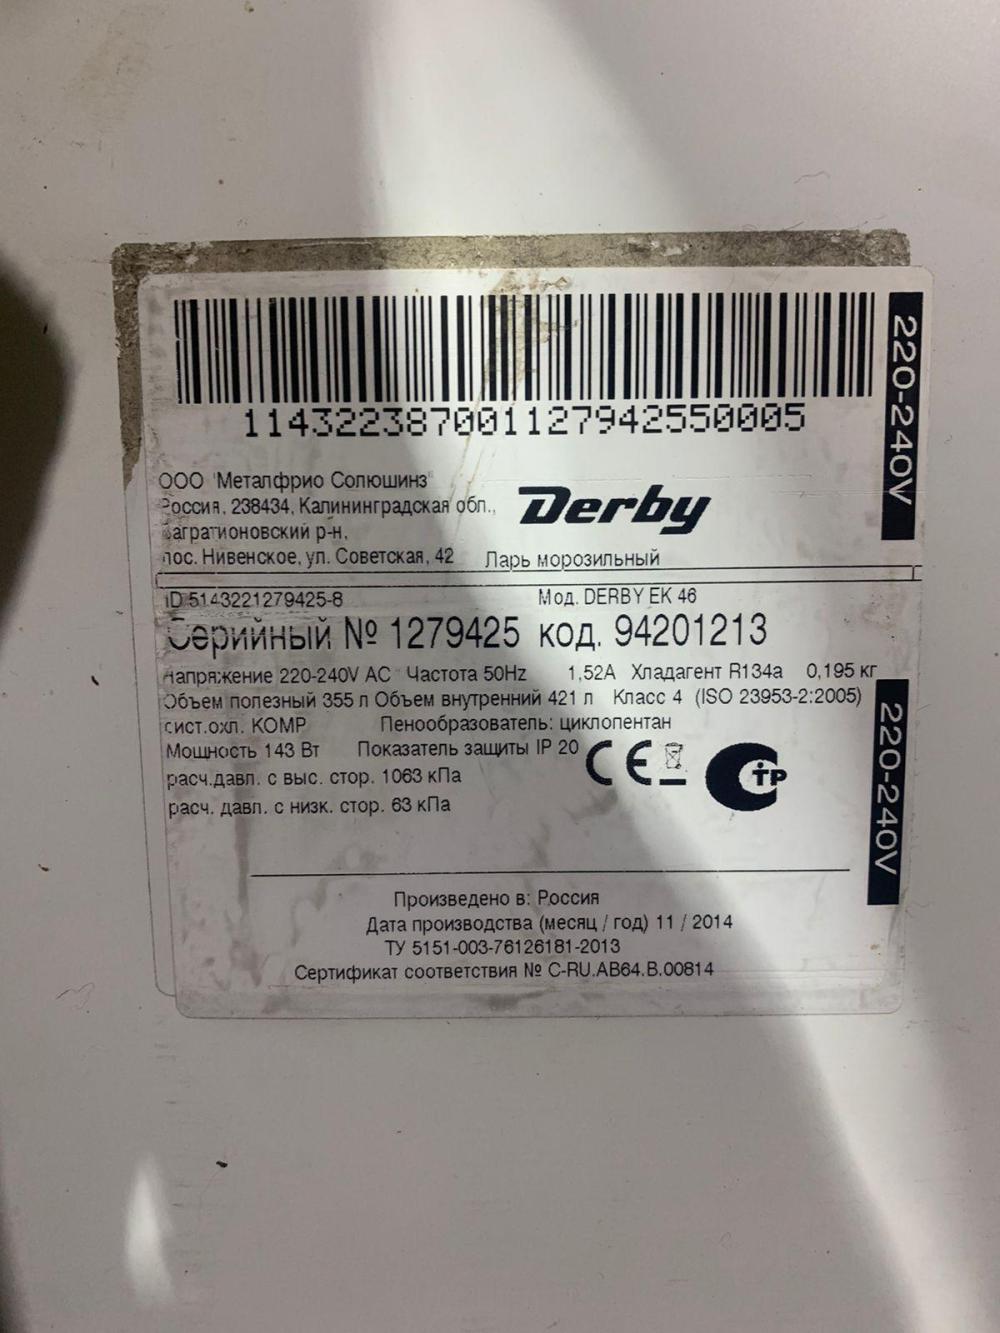 1143223870011279425​50005
220-240V
ООО "Металфрио Солюшинз"
Россия, 238434, Калининградская обл.,
Багратионовский р-н,
пос. Нивенское, ул. Советская, 42
Derby
Ларь морозильный
ID 5143221279425-8 Мод. DERBY EK 46
Серийный № 1279425 код. 94201213
Напряжение 220-240V AC Частота 50Hz 1,52A Хладагент R134a 0,195 кг
Объем полезный 355 л Объем внутренний 421 л Класс 4 (ISO 23953-2:2005)
сист.охл. КОМР Пенообразователь: циклопентан
Мощность 143 Вт Показатель защиты IP 20
CE
СТР
расч.давл. с выс. стор. 1063 кПа
расч. давл. с низк. стор. 63 кПа
220-240V
Произведено в: Россия
Дата производства (месяц / год) 11 / 2014
ТУ 5151-003-76126181-2013
Сертификат соответствия № C-RU.АВ64.В.00814